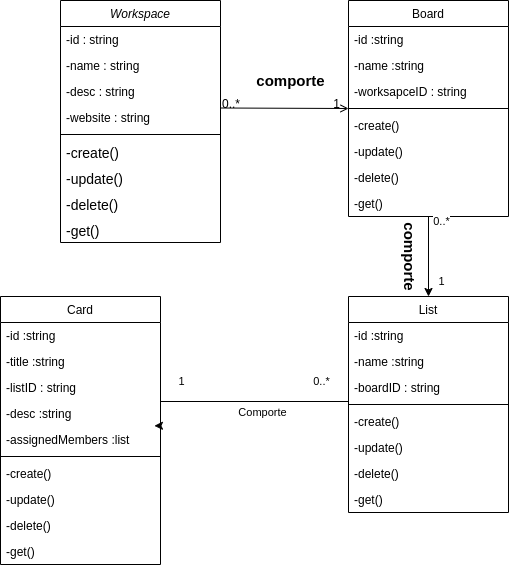 Workspace
-id : string
-name : string
-desc : string
-website : string
-create()
-update()
-delete()
-get()
comporte
0..*
1
Board
-id :string
-name :string
-worksapceID : string
-create()
-update()
-delete()
-get()
0..*
comporte
1
List
-id :string
-name :string
-boardID : string
-create()
-update()
-delete()
-get()
1
0..*
Comporte
Card
-id :string
-title :string
-listID : string
-desc :string
-assignedMembers :list
-create()
-update()
-delete()
-get()